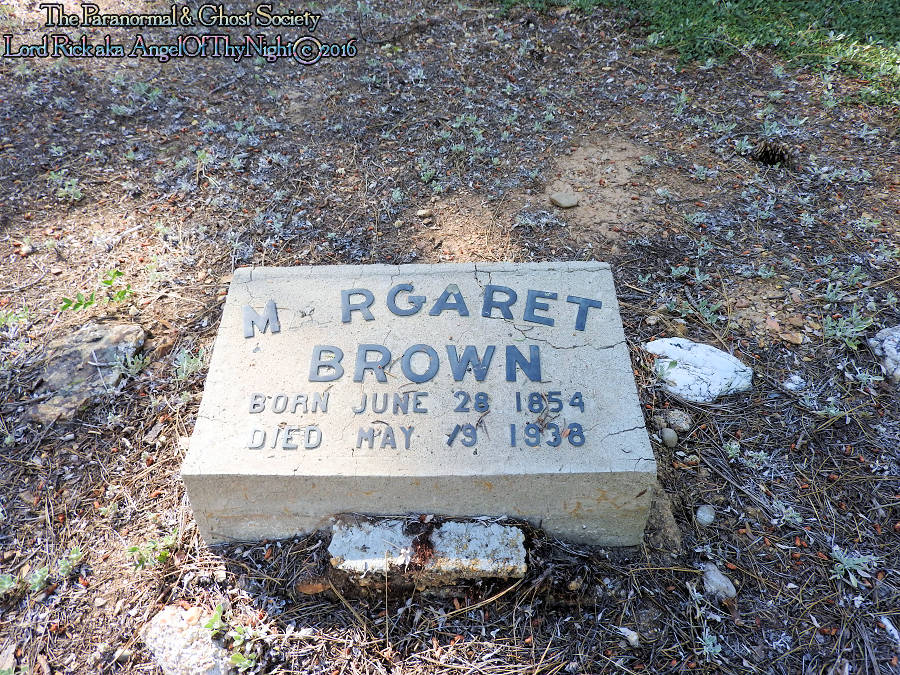 The Paranormal & Ghost Society
Lord Rick aka AngelOfThyNight©2016
M RGARET
BROWN
BORN JUNE 28 1854
DIED MAY 19 1938